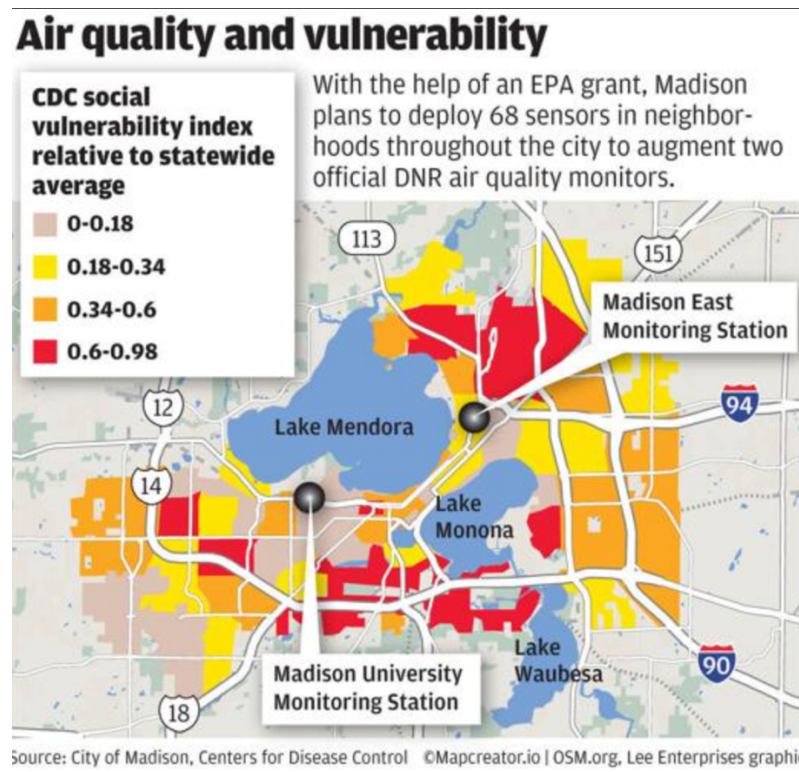 Air quality and vulnerability
CDC social
vulnerability index
relative to statewide
average
0-0.18
0.18-0.34
0.34-0.6
0.6-0.98
With the help of an EPA grant, Madison
plans to deploy 68 sensors in neighbor-
hoods throughout the city to augment two
official DNR air quality monitors.
113
151
Madison East
Monitoring Station
12
94
Lake Mendora
14
Lake
Monona
Lake
Waubesa
90
Madison University
Monitoring Station
18
Source: City of Madison, Centers for Disease Control ©Mapcreator.io | OSM.org, Lee Enterprises graphi